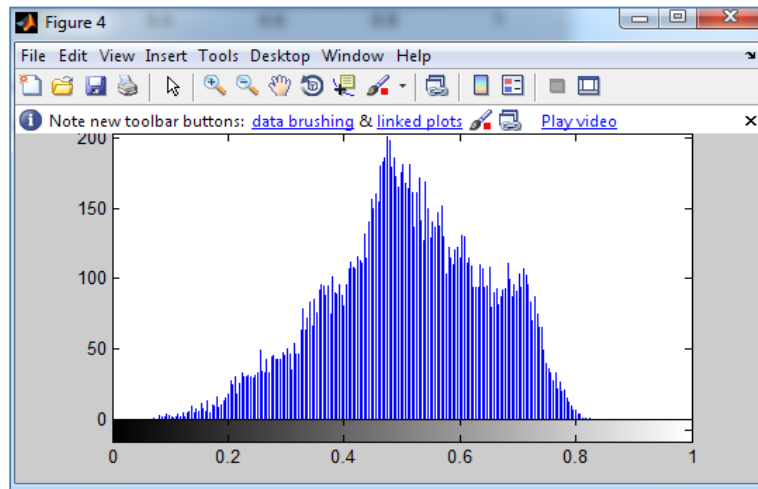 Figure 4
File Edit View Insert Tools Desktop Window Help
Note new toolbar buttons: data brushing & linked plots Play video
200
150
100
50
0
0 0.2 0.4 0.6 0.8 1